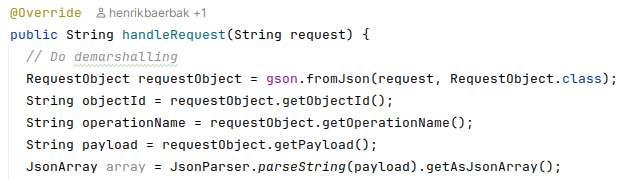 @Override henrikbaerbak +1
public String handleRequest(String request) {
// Do demarshalling
RequestObject requestObject = gson.fromJson(request, RequestObject.class);
String objectId = requestObject.getObjectId();
String operationName = requestObject.getOperationName();
String payload = requestObject.getPayload();
JsonArray array = JsonParser.parseString(payload).getAsJsonArray();